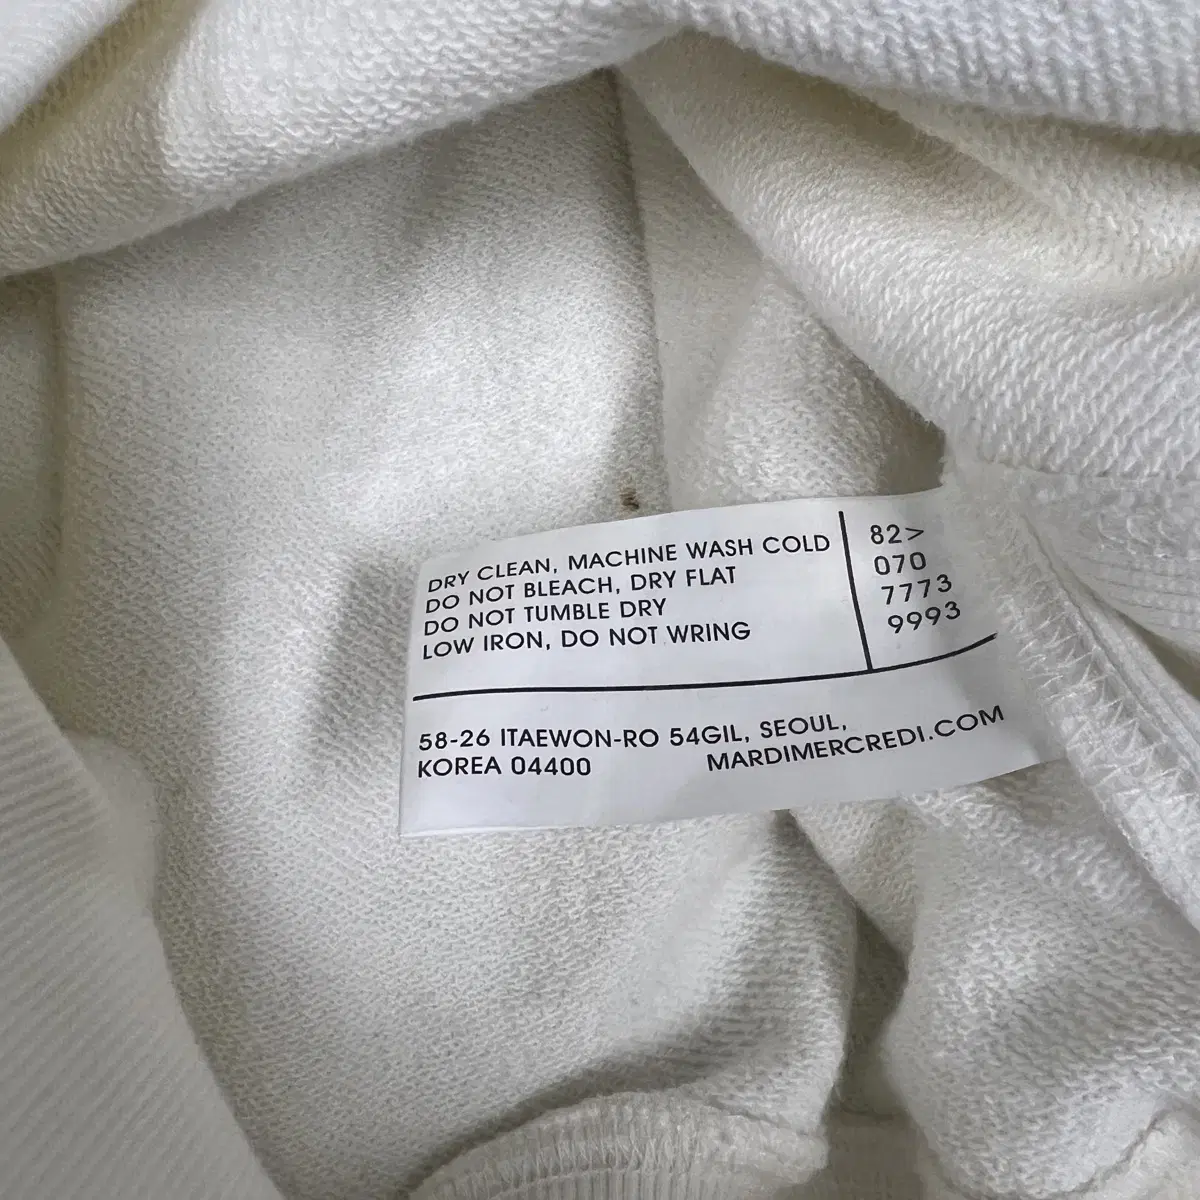 DRY CLEAN, MACHINE WASH COLD
DO NOT BLEACH, DRY FLAT
DO NOT TUMBLE DRY
LOW IRON, DO NOT WRING
82>
070
7773
9993
58-26 ITAEWON-RO 54GIL, SEOUL,
KOREA 04400
MARDIMERCREDI.COM